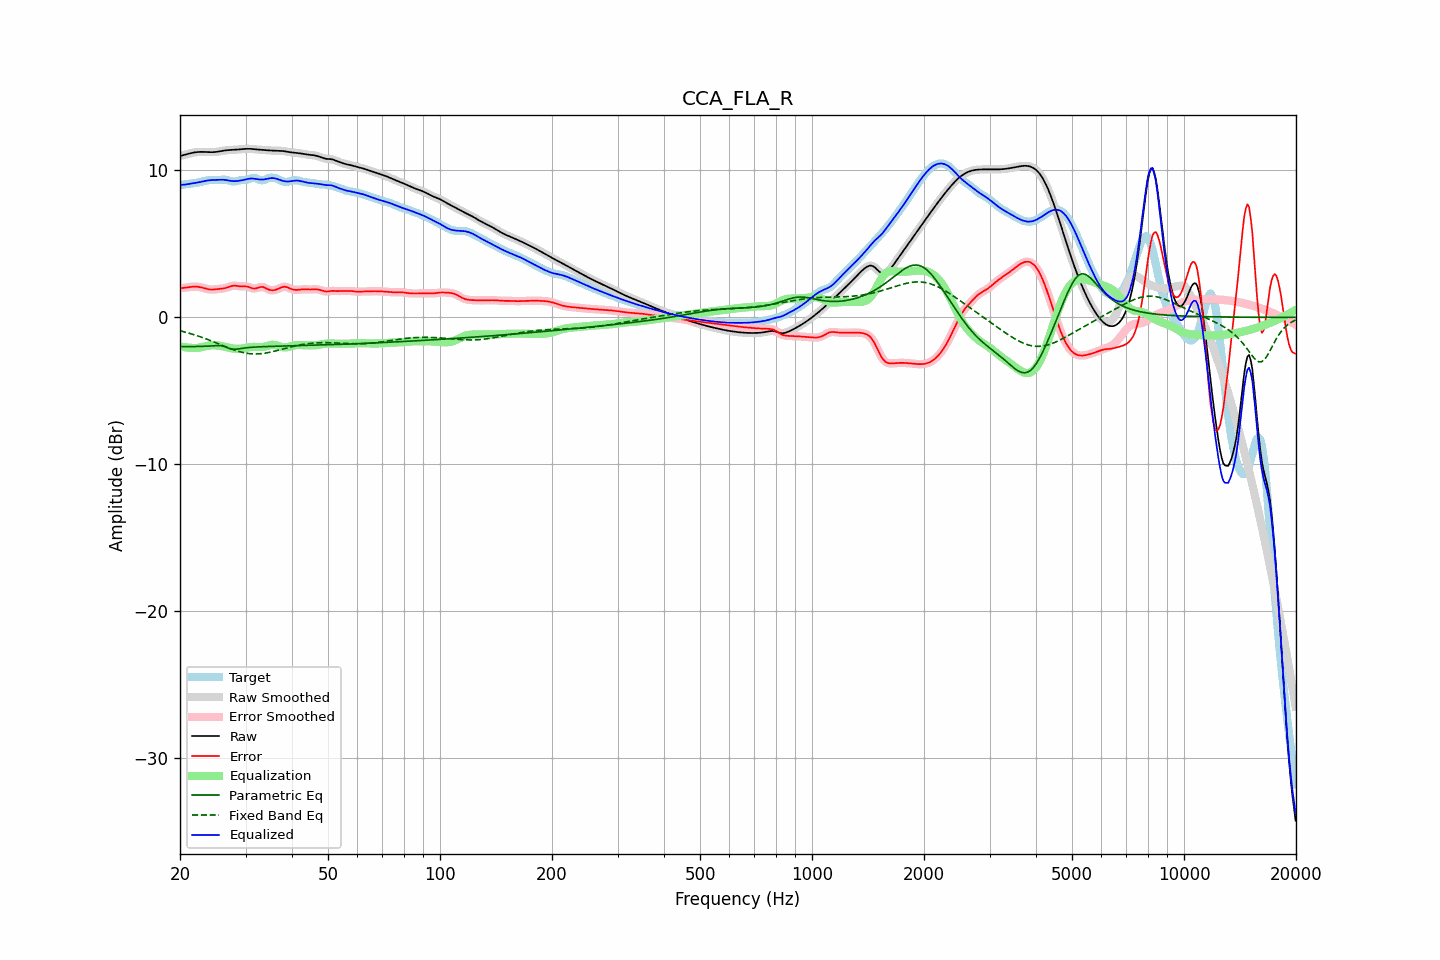 CCA_FLA_R
10
0
−10
−20
−30
Amplitude (dBr)
Target
Raw Smoothed
Error Smoothed
Raw
Error
Equalization
Parametric Eq
Fixed Band Eq
Equalized
20 50 100 200 500 1000 2000 5000 10000 20000
Frequency (Hz)